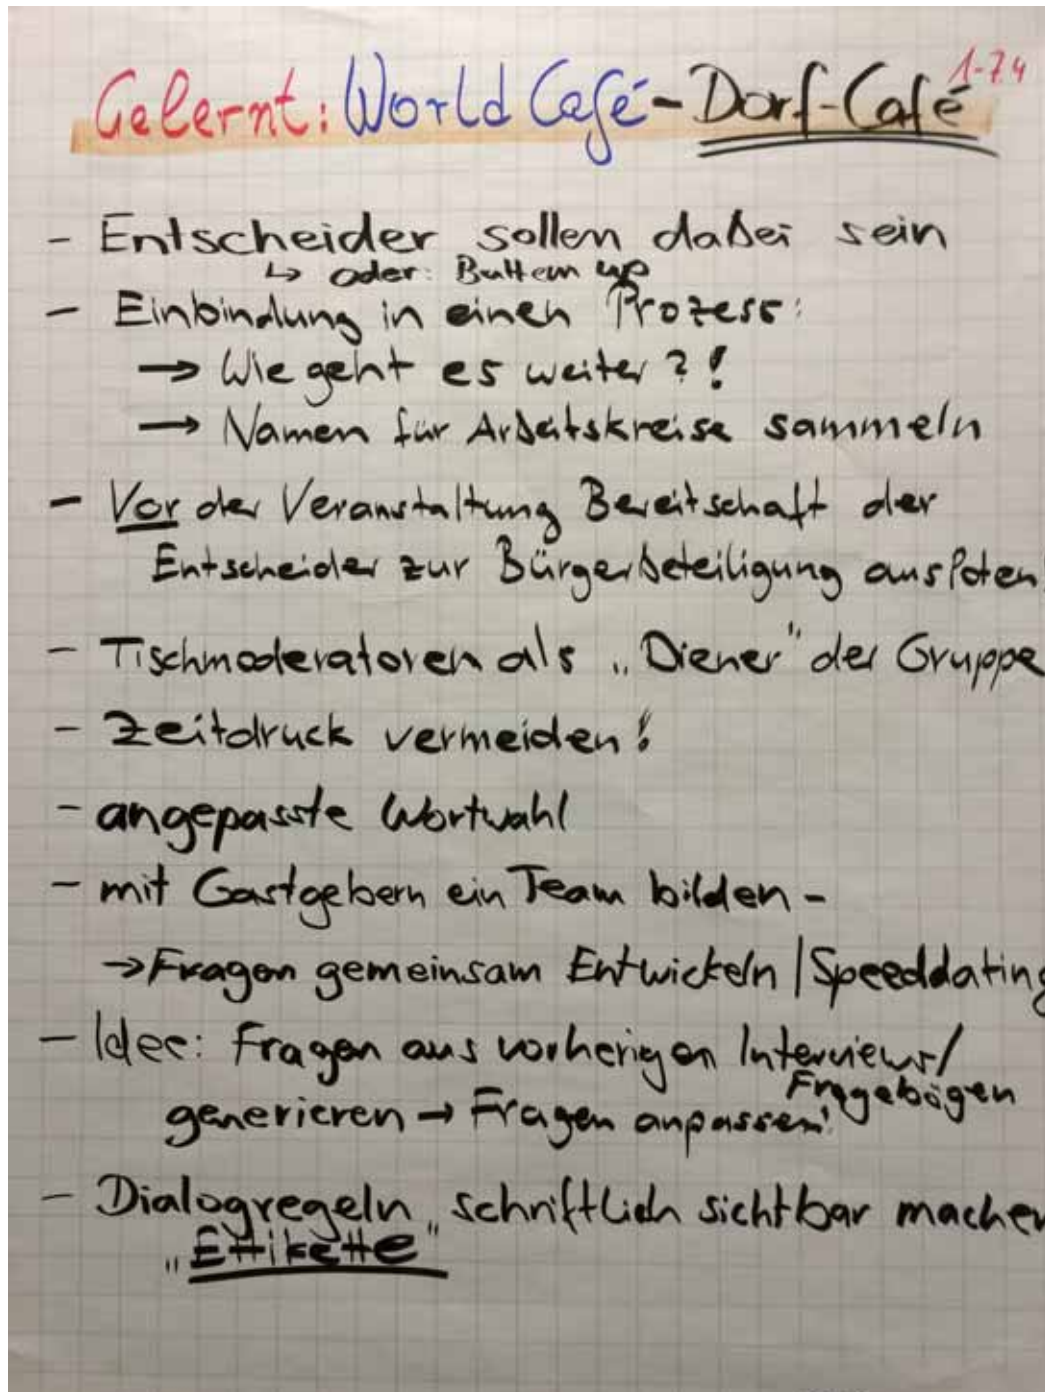 Gelernt: World Café - Dorf-Café 1-7.4
- Entscheider sollen dabei sein
↳ oder: Buttem up
- Einbindung in einen Prozess:
→ Wie geht es weiter?!
→ Namen für Arbeitskreise sammeln
- Vor der Veranstaltung Bereitschaft der
Entscheider zur Bürgerbeteiligung ausloten!
- Tischmoderatoren als „Diener" der Gruppe
- Zeitdruck vermeiden!
- angepasste Wortwahl
- mit Gastgebern ein Team bilden -
→ Fragen gemeinsam Entwickeln / Speeddating
- Idee: Fragen aus vorherigen Interviews/
Fragebögen
generieren → Fragen anpassen!
- Dialogregeln „schriftlich sichtbar machen
„Ettikette"